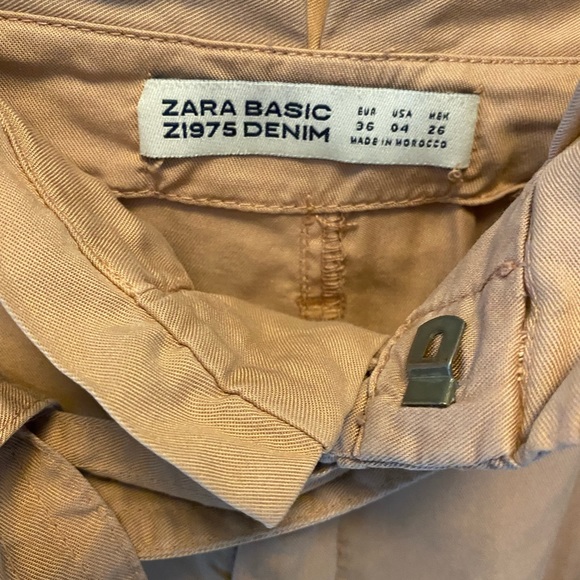 ZARA BASIC
Z1975 DENIM
EUR USA MEX
36 04 26
MADE IN MOROCCO